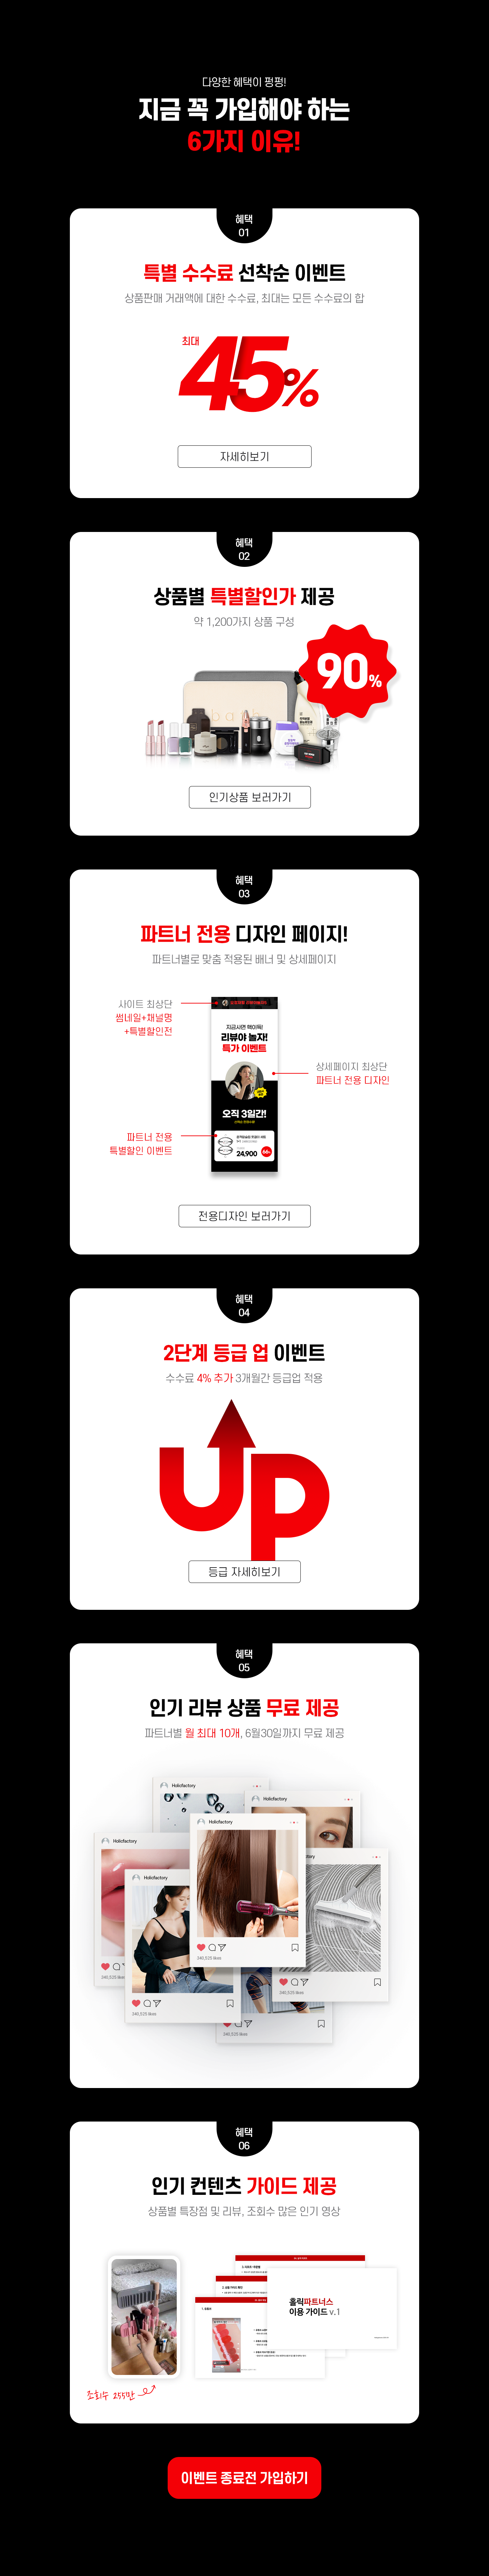 다양한 혜택이 펑펑!
지금 꼭 가입해야 하는
6가지 이유!
혜택
01
특별 수수료 선착순 이벤트
상품판매 거래액에 대한 수수료, 최대는 모든 수수료의 합
최대
45%
자세히보기
혜택
02
상품별 특별할인가 제공
약 1,200가지 상품 구성
90%
인기상품 보러가기
혜택
03
파트너 전용 디자인 페이지!
파트너별로 맞춤 적용된 배너 및 상세페이지
사이트 최상단
썸네일+채널명
+특별할인전
지금사면 핵이득!
리뷰야 놀자!
특가 이벤트
상세페이지 최상단
파트너 전용 디자인
오직 3일간!
파트너 전용
특별할인 이벤트
24,900
전용디자인 보러가기
혜택
04
2단계 등급 업 이벤트
수수료 4% 추가 3개월간 등급업 적용
UP
등급 자세히보기
혜택
05
인기 리뷰 상품 무료 제공
파트너별 월 최대 10개, 6월30일까지 무료 제공
Holicfactory
Holicfactory
Holicfactory
Holicfactory
ctory
240,525 likes
240,525 likes
240,525 likes
240,525 likes
혜택
06
인기 컨텐츠 가이드 제공
상품별 특장점 및 리뷰, 조회수 많은 인기 영상
홀릭파트너스
이용 가이드 v.1
조회수 255만
이벤트 종료전 가입하기